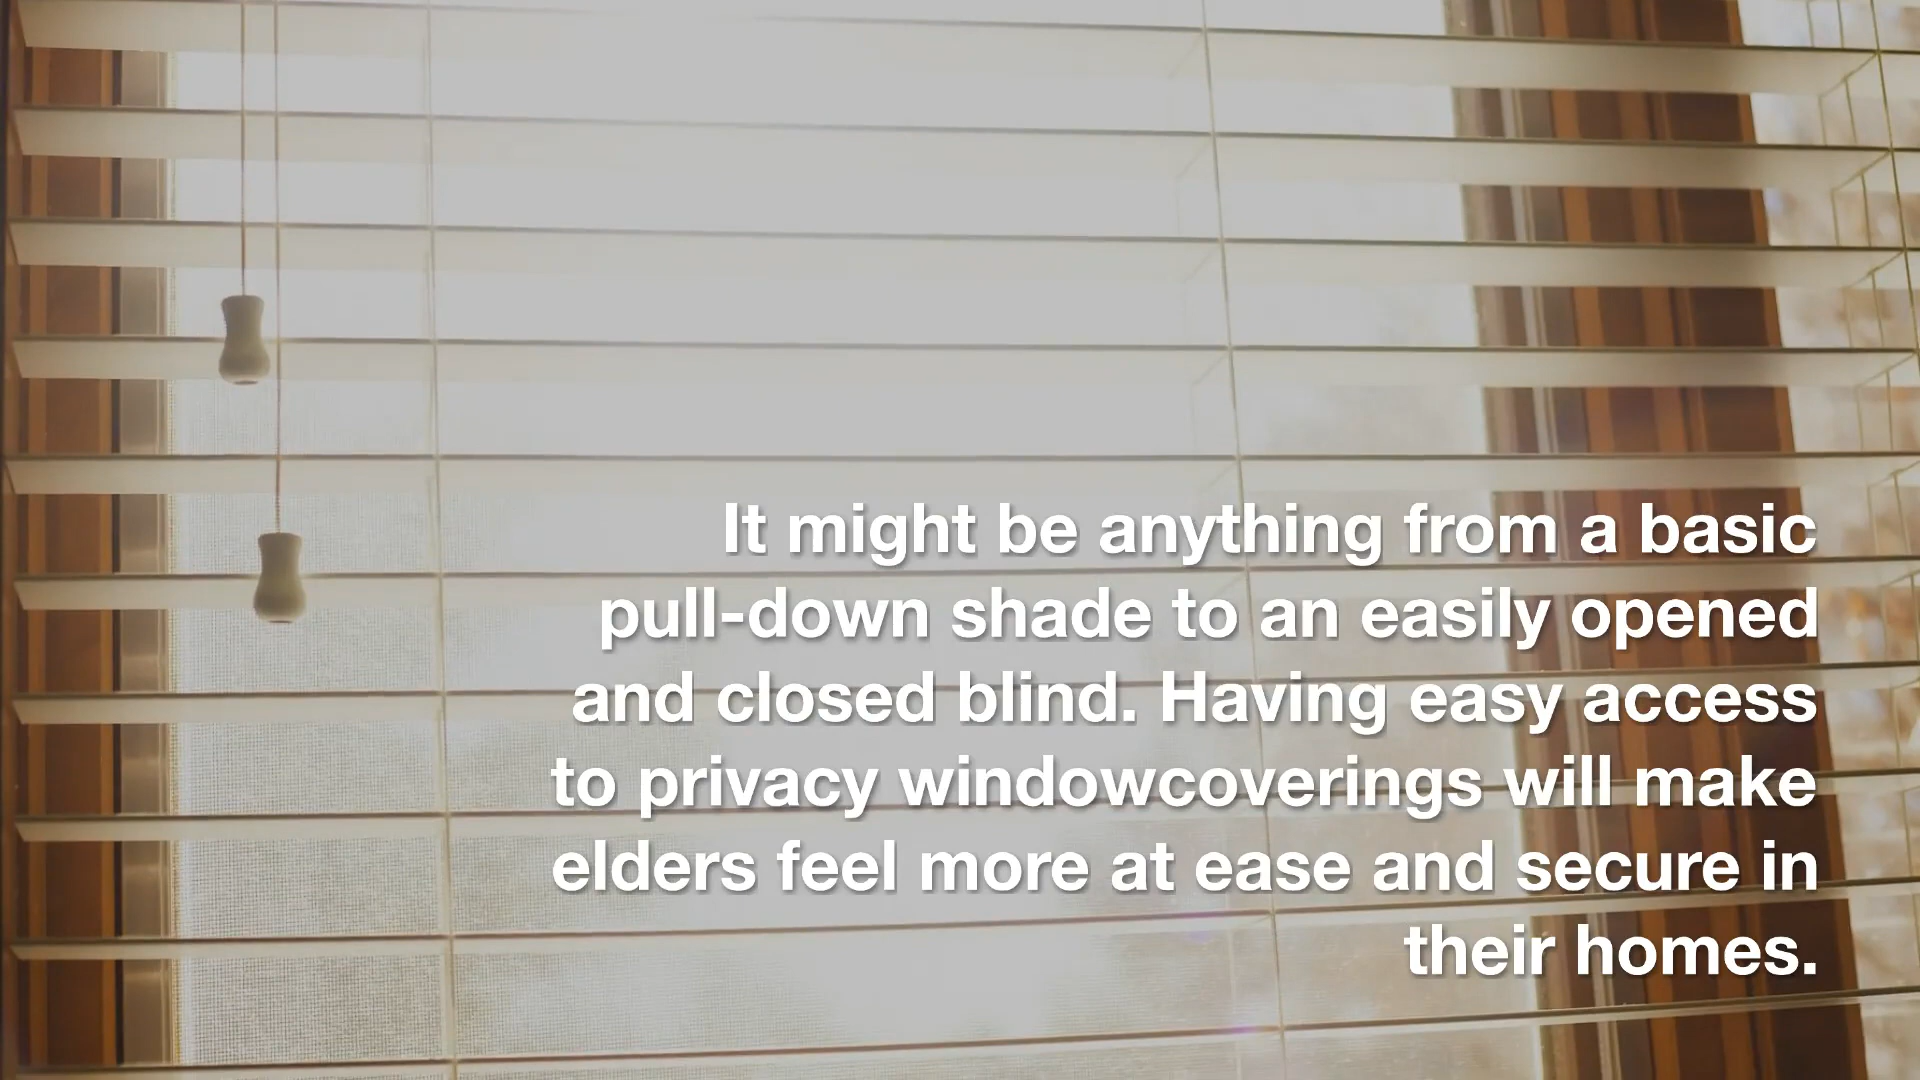 It might be anything from a basic
pull-down shade to an easily opened
and closed blind. Having easy access
to privacy windowcoverings will make
elders feel more at ease and secure in
their homes.